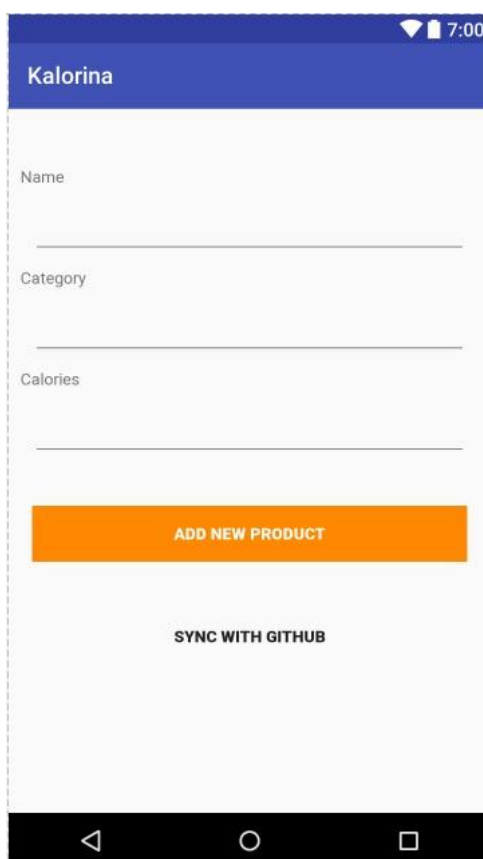 7:00
Kalorina
Name
Category
Calories
ADD NEW PRODUCT
SYNC WITH GITHUB